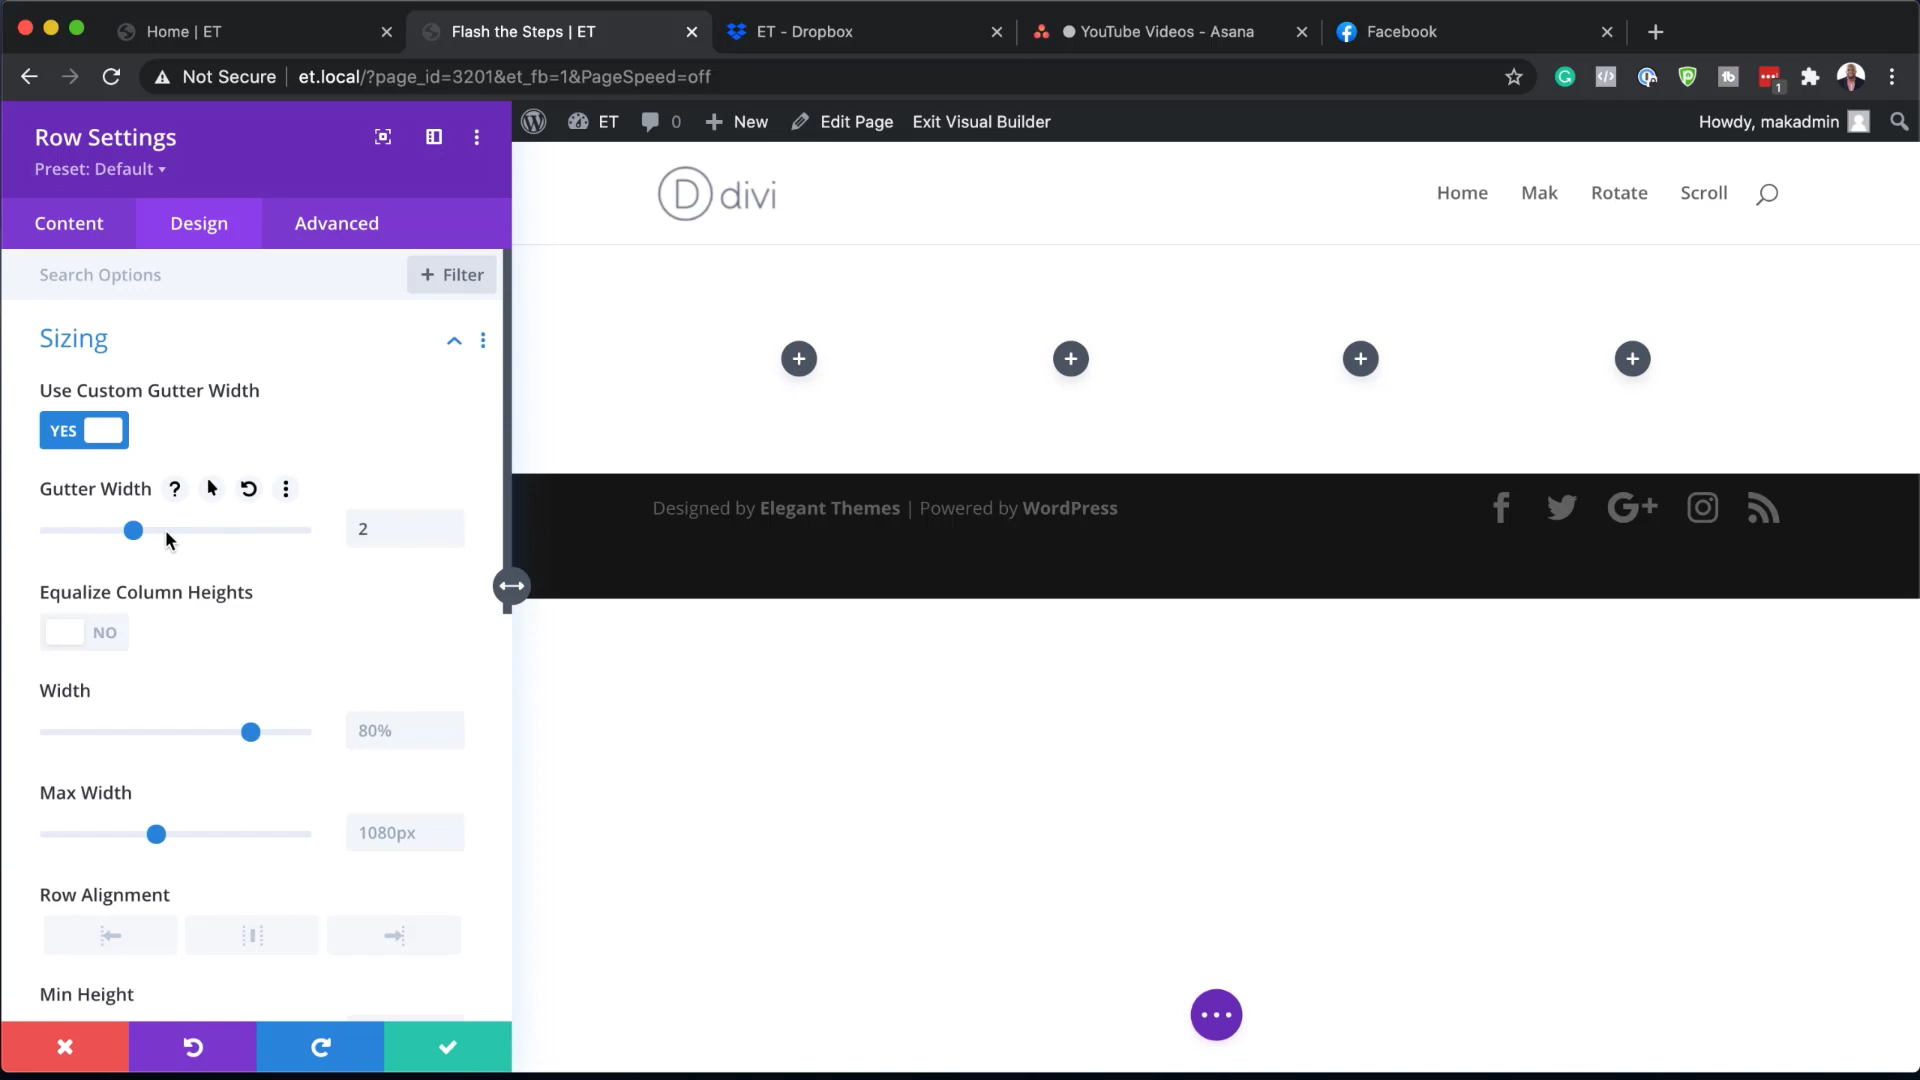 Home | ET
Flash the Steps | ET
ET - Dropbox
YouTube Videos - Asana
Facebook
Not Secure
et.local/?page_id=3201&et_fb=1&PageSpeed=off
1
Row Settings
Preset: Default
Content
Design
Advanced
Search Options
+ Filter
Sizing
Use Custom Gutter Width
YES
Gutter Width
2
Equalize Column Heights
NO
Width
80%
Max Width
1080px
Row Alignment
Min Height
ET
0
New
Edit Page
Exit Visual Builder
Howdy, makadmin
D divi
Home
Mak
Rotate
Scroll
Designed by Elegant Themes | Powered by WordPress